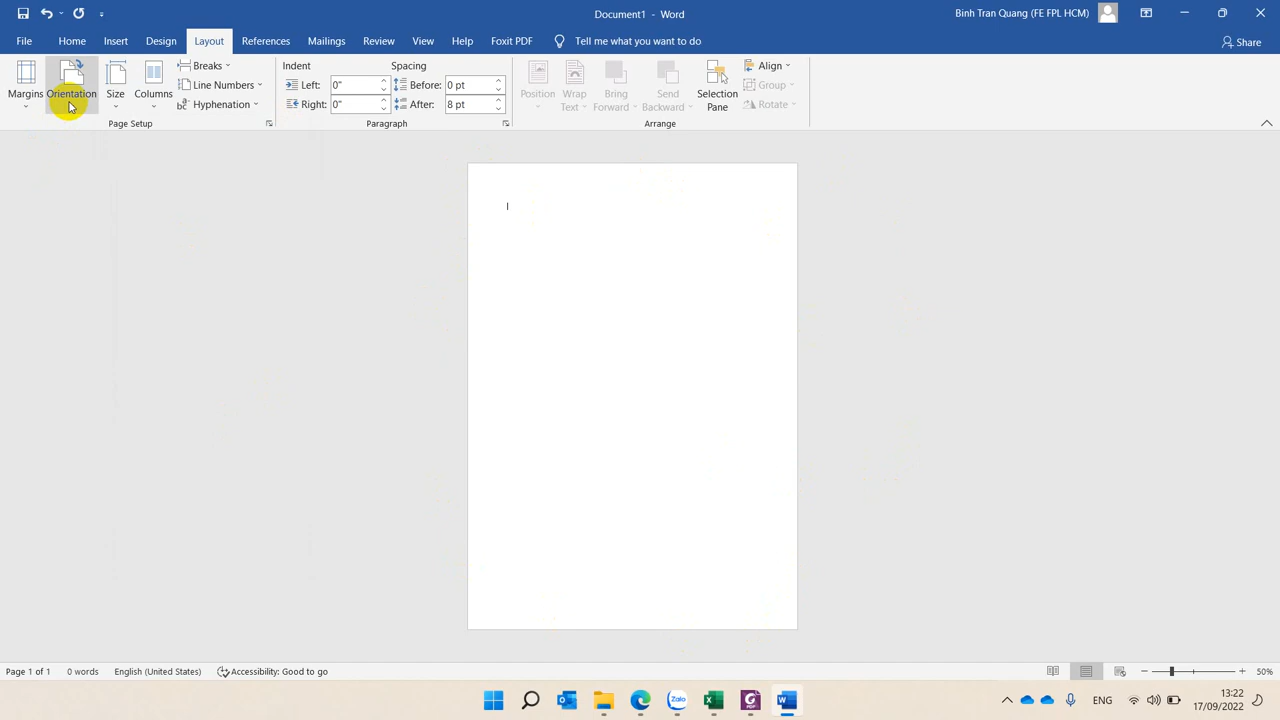 Document1 - Word
Binh Tran Quang (FE FPL HCM)
File Home Insert Design Layout References Mailings Review View Help Foxit PDF Tell me what you want to do Share
Margins Orientation Size Columns Breaks Line Numbers Hyphenation
Page Setup
Indent Spacing
Left: 0" Before: 0 pt
Right: 0" After: 8 pt
Paragraph
Position Wrap Text Bring Forward Send Backward Selection Pane Align Group Rotate
Arrange
Page 1 of 1 0 words English (United States) Accessibility: Good to go 50%
Zalo X PDF W ENG 13:22
17/09/2022